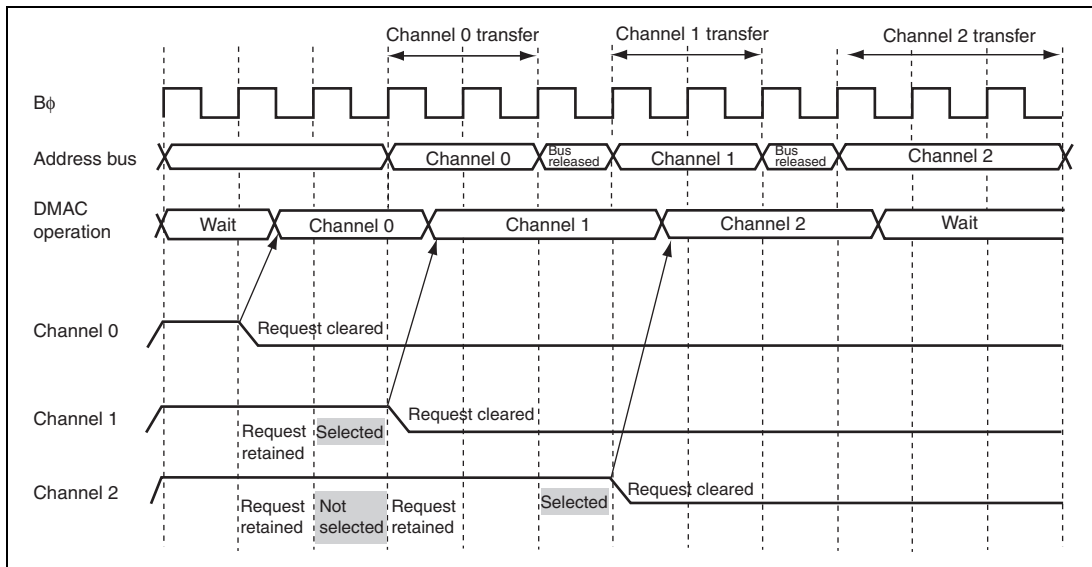 Channel 0 transfer Channel 1 transfer Channel 2 transfer
Bϕ
Address bus Channel 0 Bus released Channel 1 Bus released Channel 2
DMAC operation Wait Channel 0 Channel 1 Channel 2 Wait
Channel 0 Request cleared
Channel 1 Request cleared
Request retained Selected
Channel 2 Request cleared
Request retained Not selected Request retained Selected